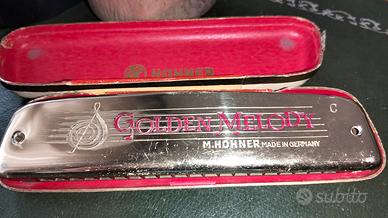 HOHNER
GOLDEN MELODY
C
M. HOHNER MADE IN GERMANY
subito